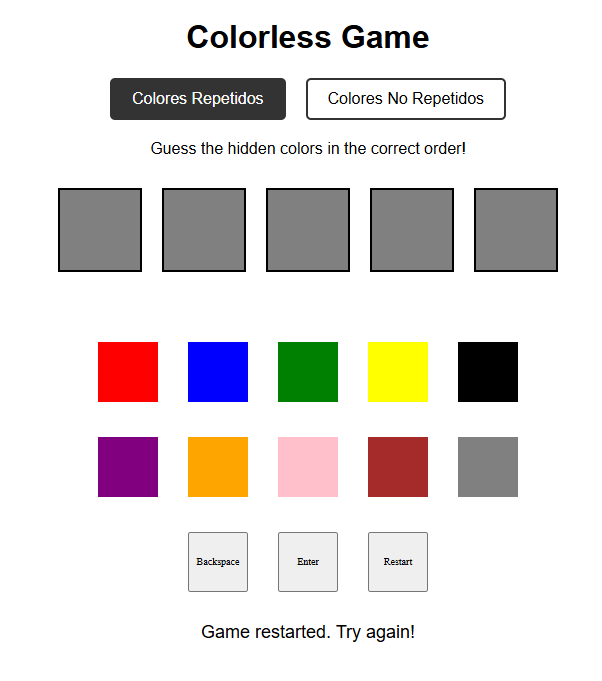 Colorless Game
Colores Repetidos Colores No Repetidos
Guess the hidden colors in the correct order!
Backspace Enter Restart
Game restarted. Try again!